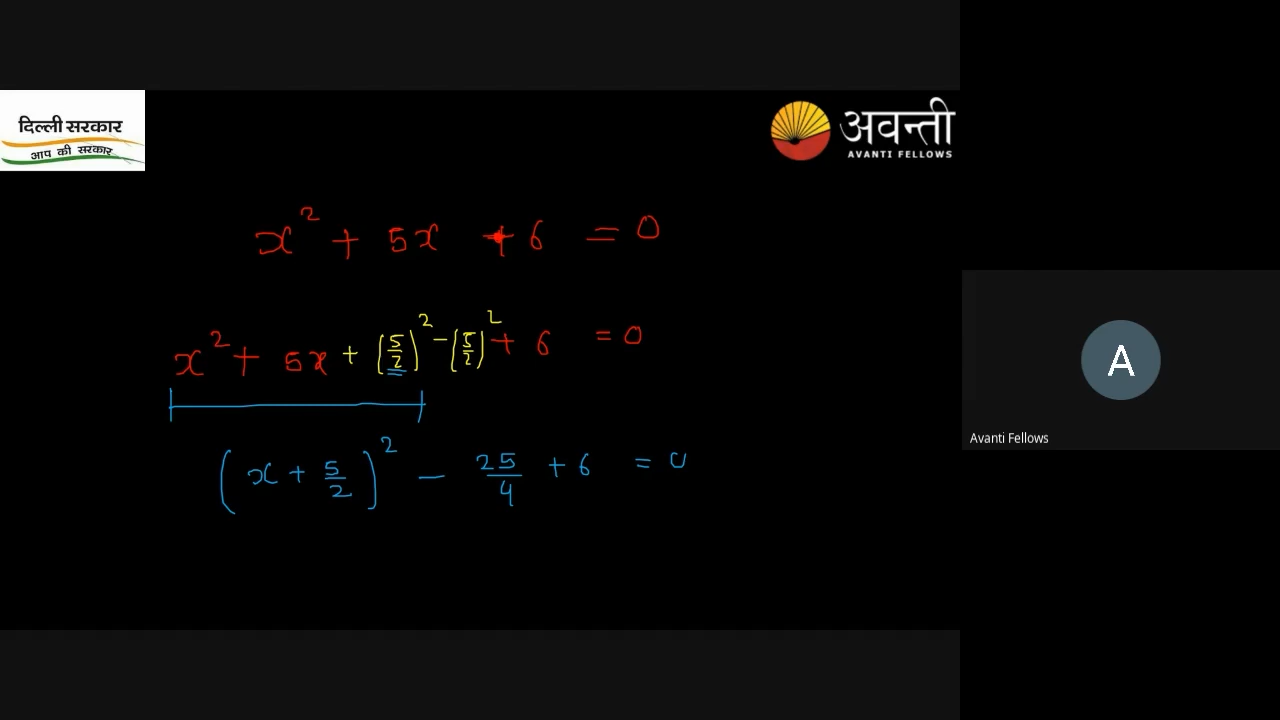 दिल्ली सरकार
आप की सरकार
अवन्ती
AVANTI FELLOWS
x² + 5x + 6 = 0
x² + 5x + (5/2)² - (5/2)² + 6 = 0
(x + 5/2)² - 25/4 + 6 = 0
A
Avanti Fellows